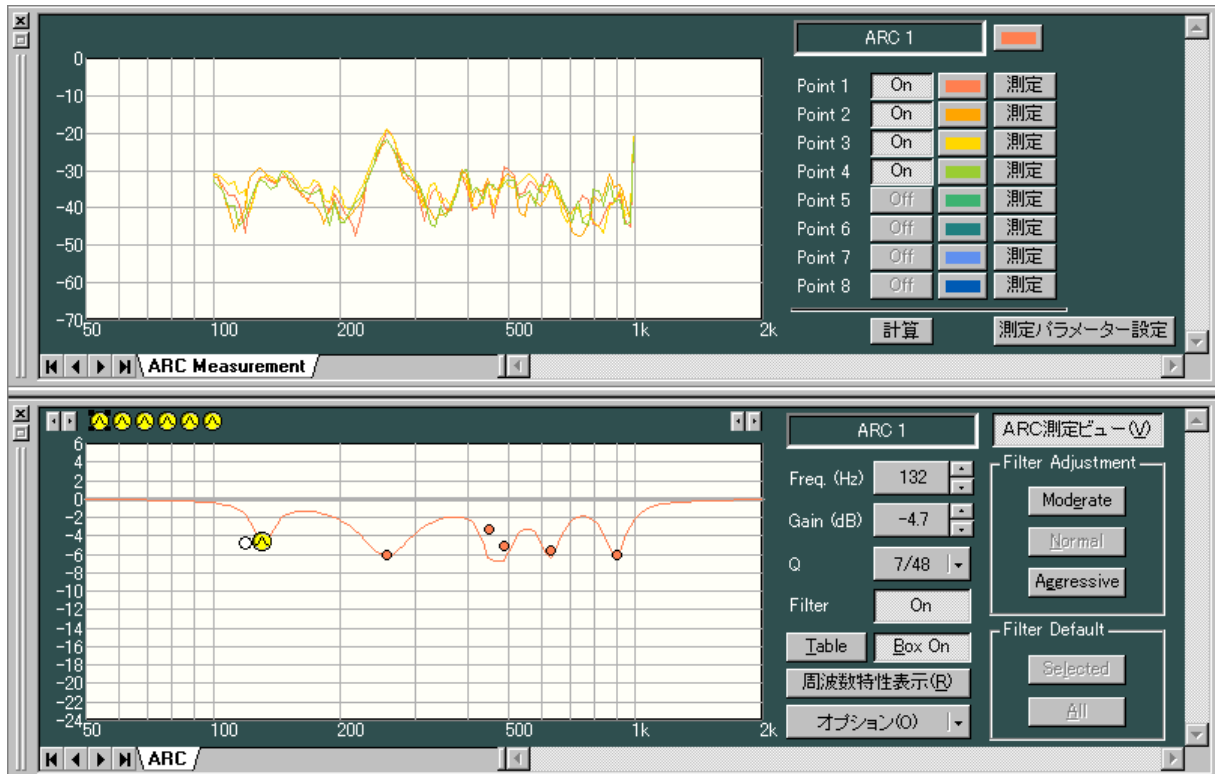 ARC 1
0
-10
-20
-30
-40
-50
-60
-70
50
100
200
500
1k
2k
Point 1 On 測定
Point 2 On 測定
Point 3 On 測定
Point 4 On 測定
Point 5 Off 測定
Point 6 Off 測定
Point 7 Off 測定
Point 8 Off 測定
計算
測定パラメーター設定
ARC Measurement
6
4
2
0
-2
-4
-6
-8
-10
-12
-14
-16
-18
-20
-22
-24
50
100
200
500
1k
2k
ARC 1
Freq. (Hz) 132
Gain (dB) -4.7
Q 7/48
Filter On
Table Box On
周波数特性表示(R)
オプション(O)
ARC測定ビュー(V)
Filter Adjustment
Moderate
Normal
Aggressive
Filter Default
Selected
All
ARC